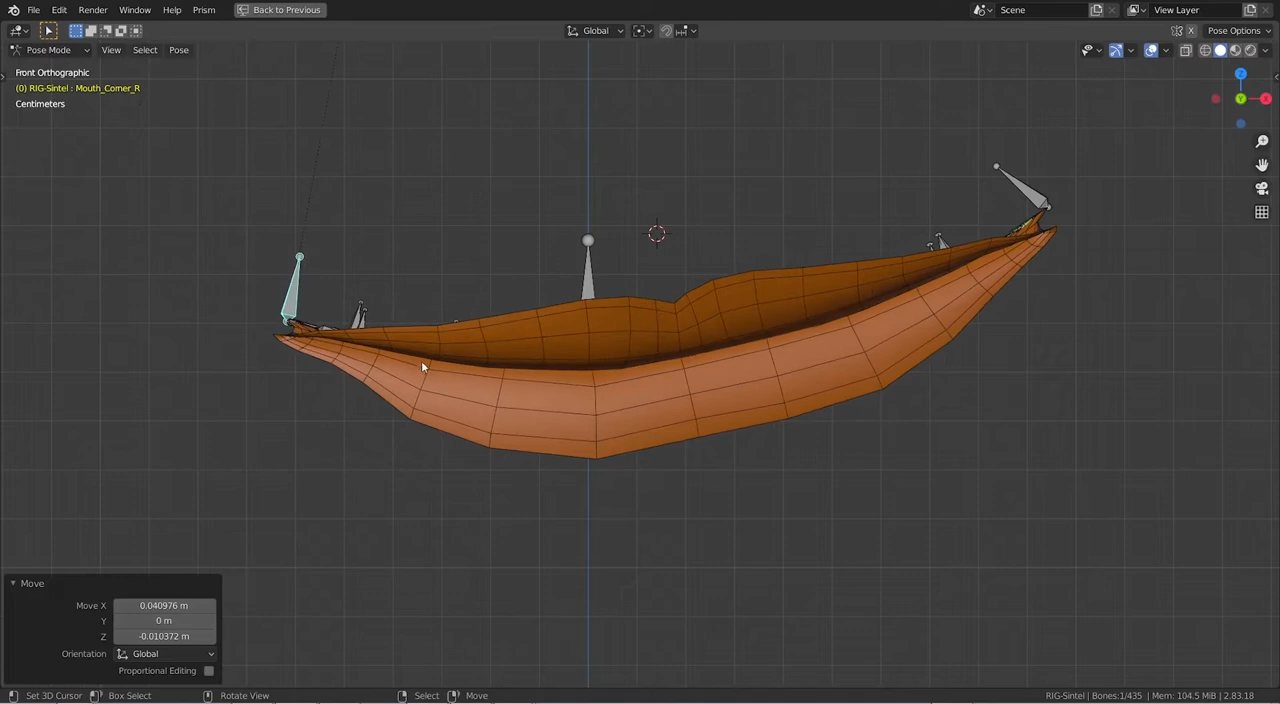 File Edit Render Window Help Prism Back to Previous Scene View Layer
Global Pose Options
Pose Mode View Select Pose
Front Orthographic
(0) RIG-Sintel : Mouth_Corner_R
Centimeters
Z
Y
X
Move
Move X 0.040976 m
Y 0 m
Z -0.010372 m
Orientation Global
Proportional Editing
Set 3D Cursor Box Select Rotate View Select Move RIG-Sintel | Bones:1/435 | Mem: 104.5 MiB | 2.83.18